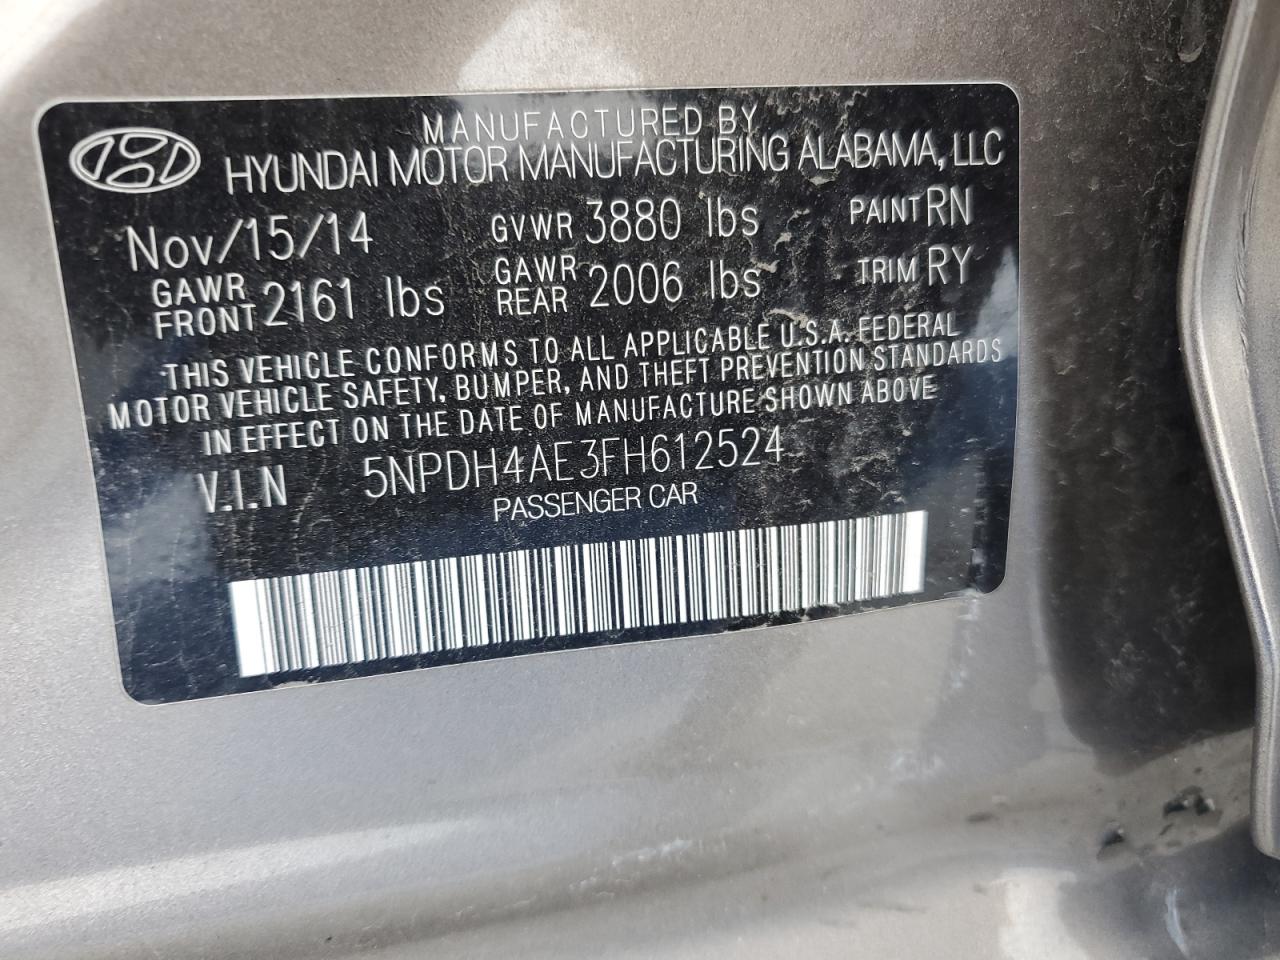 MANUFACTURED BY
HYUNDAI MOTOR MANUFACTURING ALABAMA, LLC
Nov/15/14 GVWR 3880 lbs PAINT RN
GAWR FRONT 2161 lbs GAWR REAR 2006 lbs TRIM RY
THIS VEHICLE CONFORMS TO ALL APPLICABLE U.S.A. FEDERAL
MOTOR VEHICLE SAFETY, BUMPER, AND THEFT PREVENTION STANDARDS
IN EFFECT ON THE DATE OF MANUFACTURE SHOWN ABOVE
V.I.N 5NPDH4AE3FH612524
PASSENGER CAR